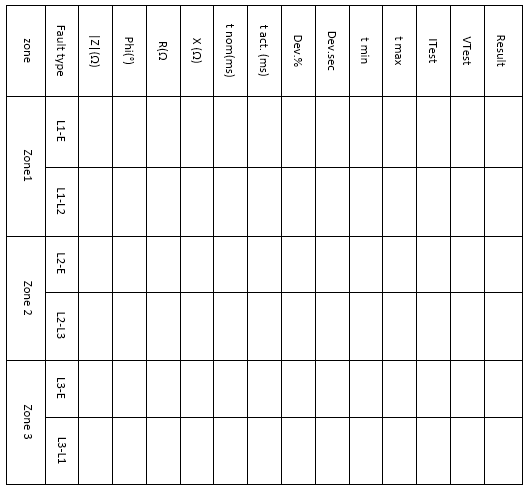 zone Fault type |Z|(Ω) Phi(°) R(Ω X (Ω) t nom(ms) t act. (ms) Dev.% Dev.sec t min t max ITest VTest Result
Zone1 L1-E
L1-L2
Zone 2 L2-E
L2-L3
Zone 3 L3-E
L3-L1